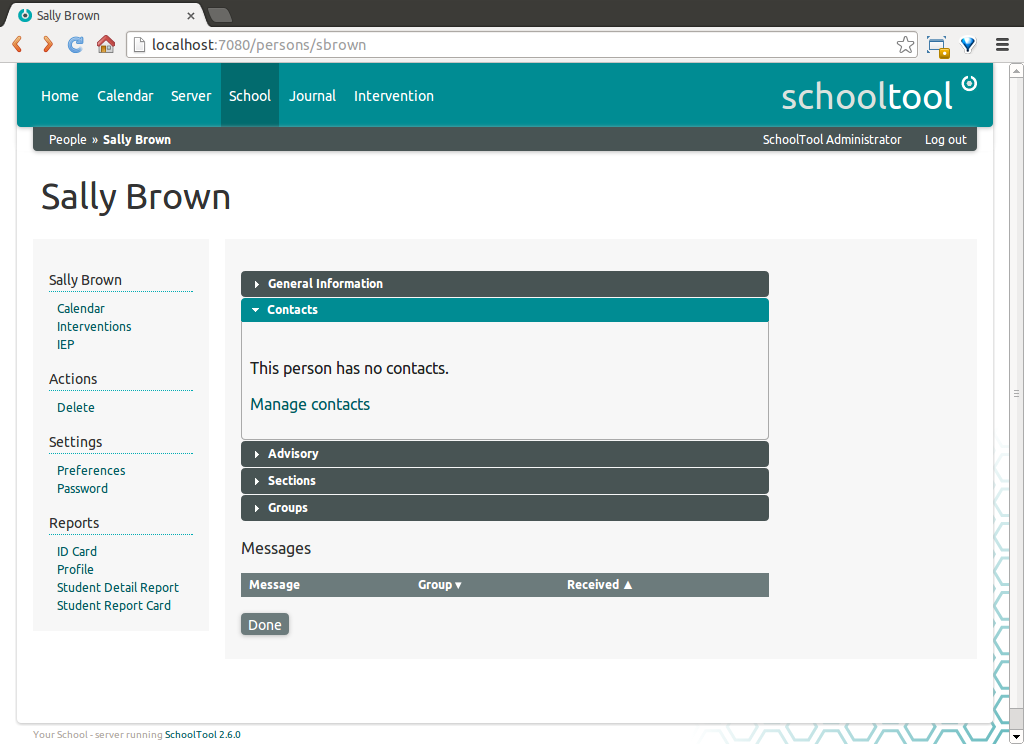 Sally Brown
localhost:7080/persons/sbrown
Home Calendar Server School Journal Intervention
schooltool
People » Sally Brown
SchoolTool Administrator Log out
Sally Brown
Sally Brown
Calendar
Interventions
IEP
Actions
Delete
Settings
Preferences
Password
Reports
ID Card
Profile
Student Detail Report
Student Report Card
General Information
Contacts
This person has no contacts.
Manage contacts
Advisory
Sections
Groups
Messages
Message Group ▾ Received ▲
Done
Your School - server running SchoolTool 2.6.0